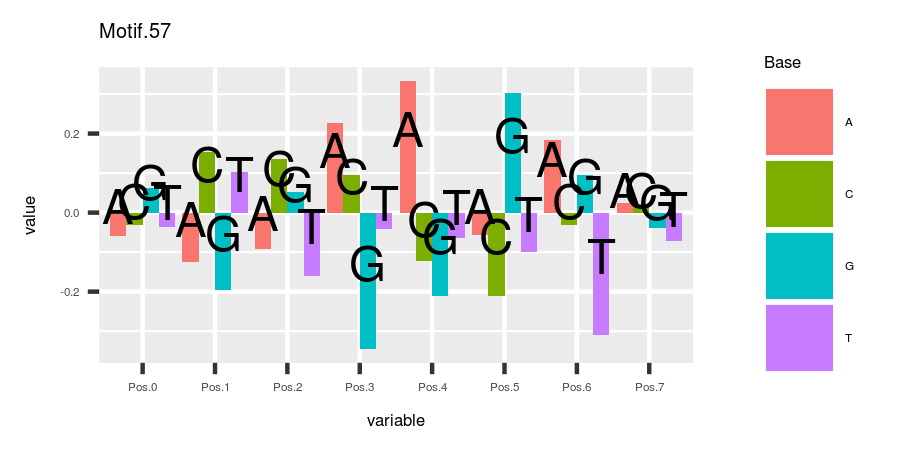 Motif.57
value
0.2
0.0
-0.2
A C G T A C G T A C G T A C G T A C G T A C G T A C G T A C G T
Pos.0 Pos.1 Pos.2 Pos.3 Pos.4 Pos.5 Pos.6 Pos.7
variable
Base
A
C
G
T